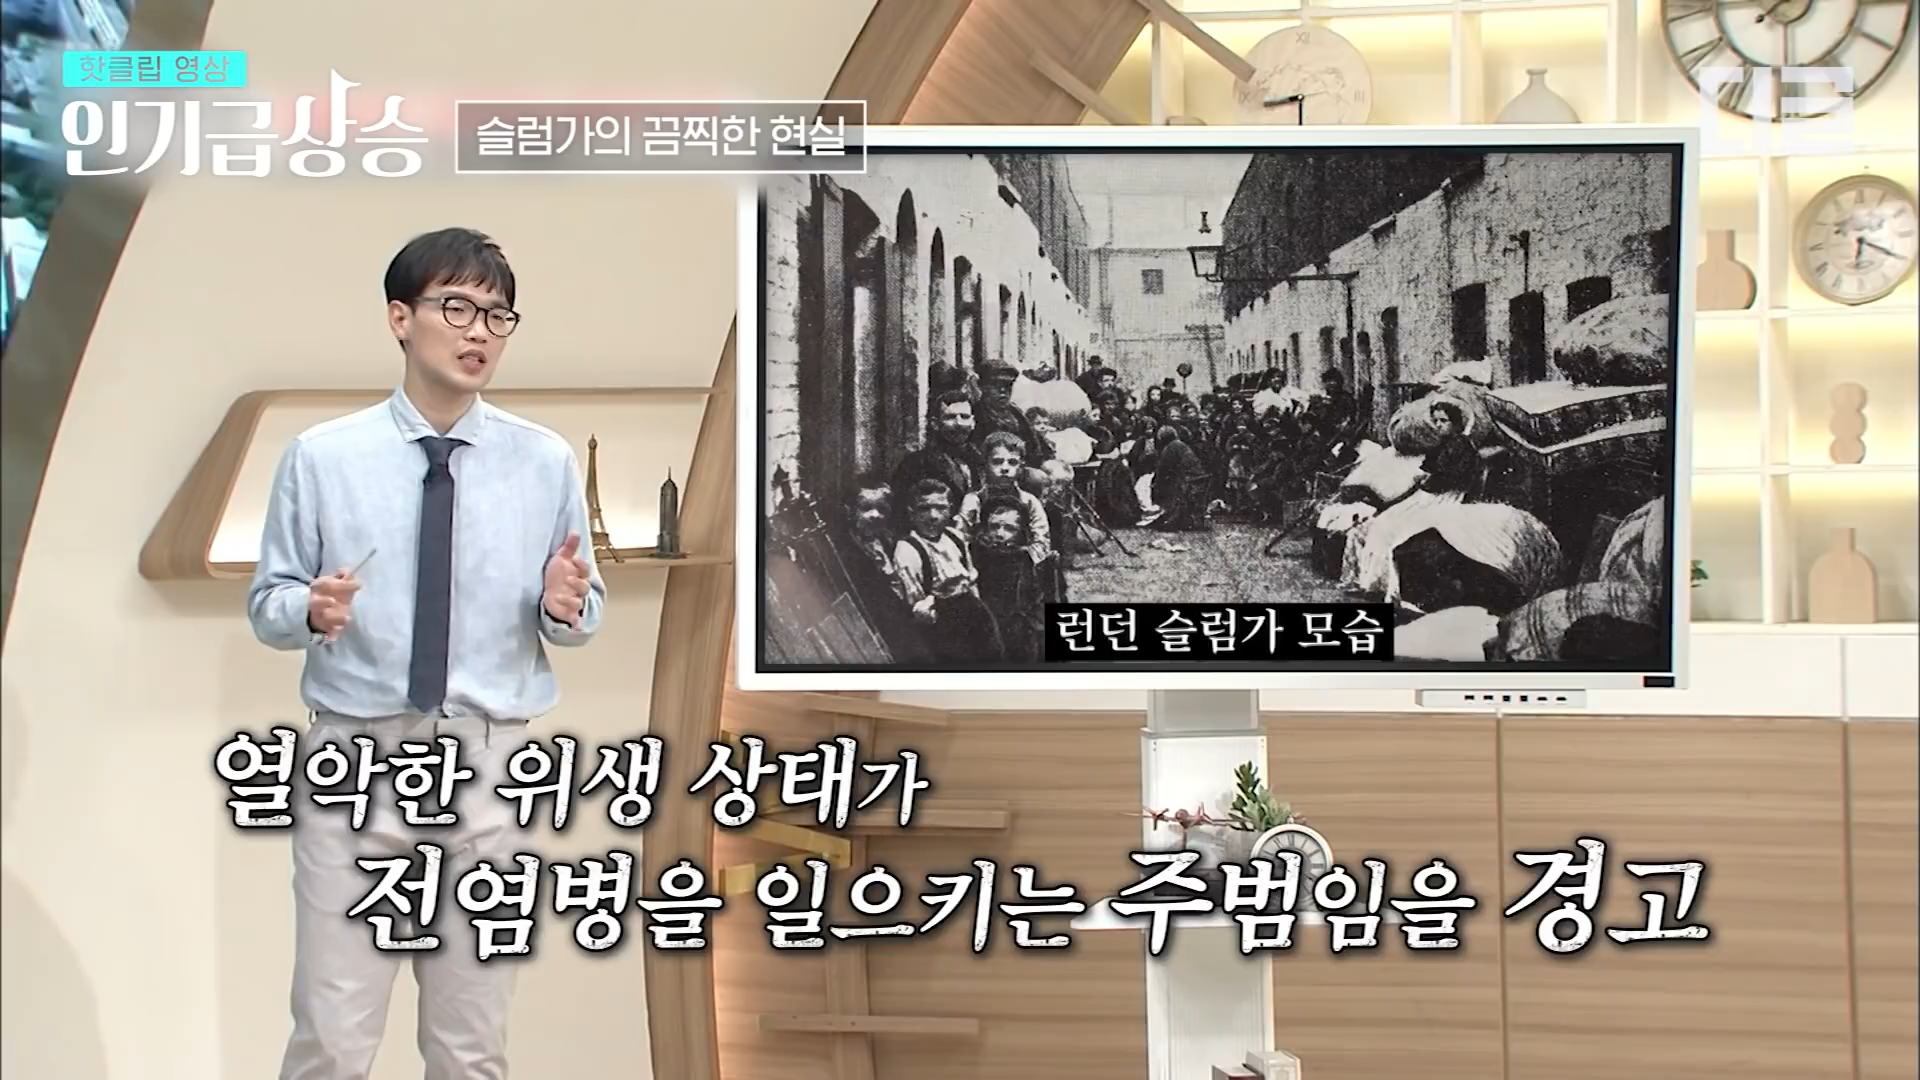 핫클립 영상
인기급상승
슬럼가의 끔찍한 현실
런던 슬럼가 모습
열악한 위생 상태가
전염병을 일으키는 주범임을 경고